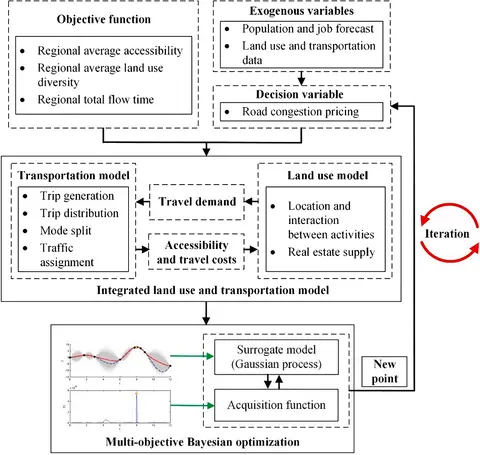 Objective function
Regional average accessibility
Regional average land use
diversity
Regional total flow time
Exogenous variables
Population and job forecast
Land use and transportation
data
Decision variable
Road congestion pricing
Transportation model
Trip generation
Trip distribution
Mode split
Traffic
assignment
Travel demand
Accessibility
and travel costs
Land use model
Location and
interaction
between activities
Real estate supply
Integrated land use and transportation model
Iteration
Surrogate model
(Gaussian process)
Acquisition function
New
point
Multi-objective Bayesian optimization